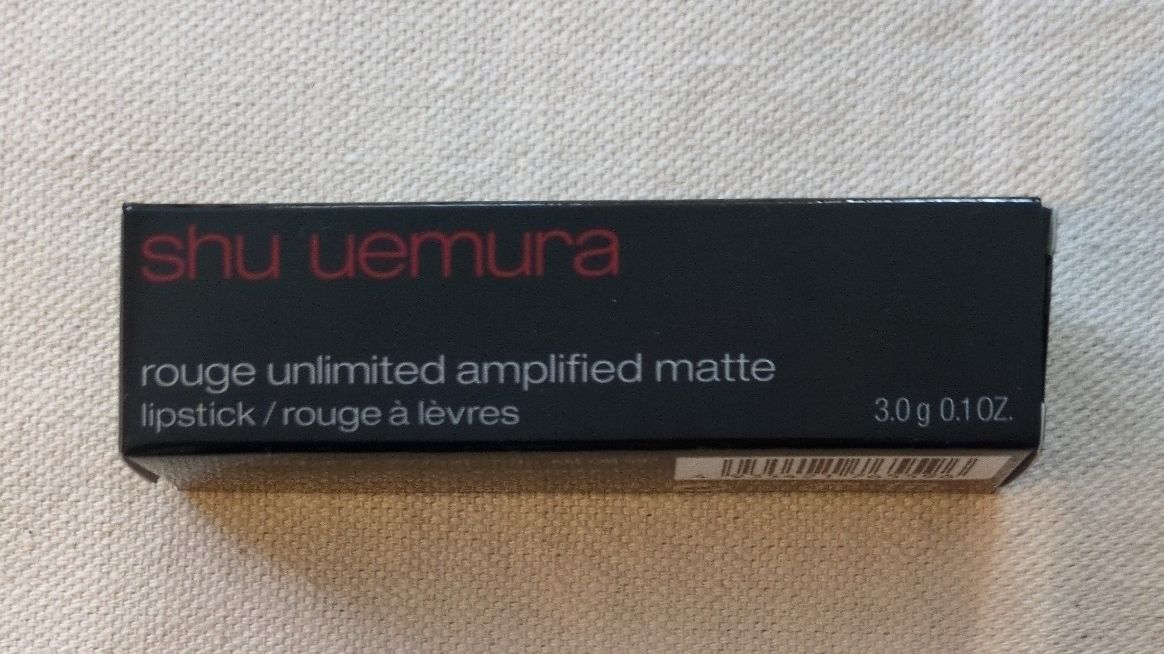 shu uemura
rouge unlimited amplified matte
lipstick / rouge à lèvres
3.0 g 0.1 OZ.